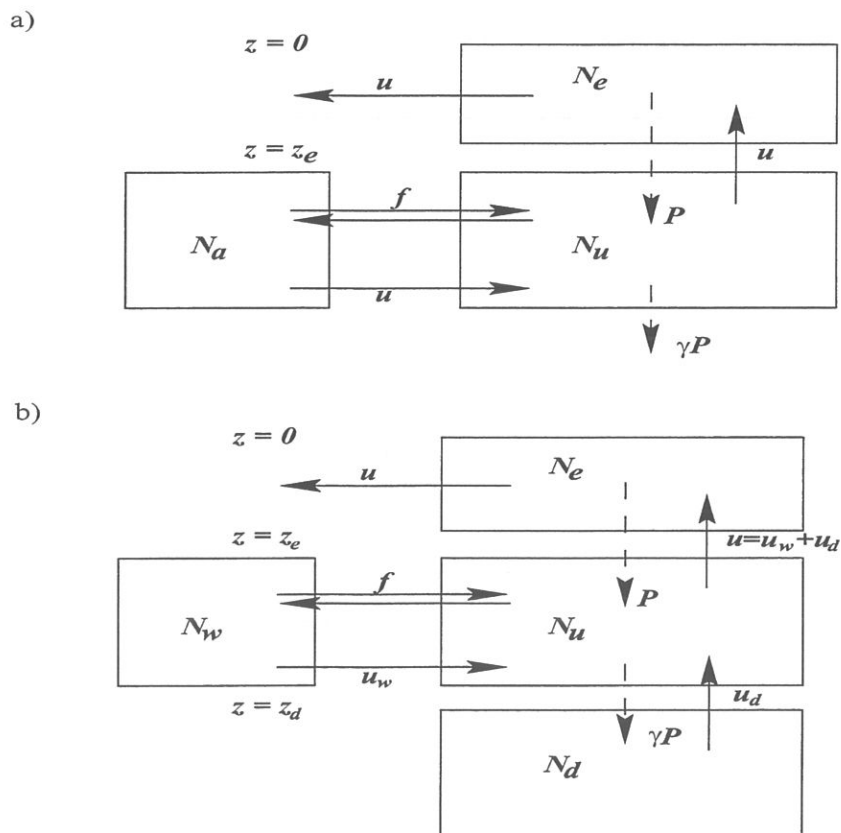 a)
z = 0
N_e
u
z = z_e
u
f
P
N_a
N_u
u
γP
b)
z = 0
N_e
u
z = z_e
u=u_w+u_d
f
P
N_w
N_u
u_w
z = z_d
u_d
γP
N_d